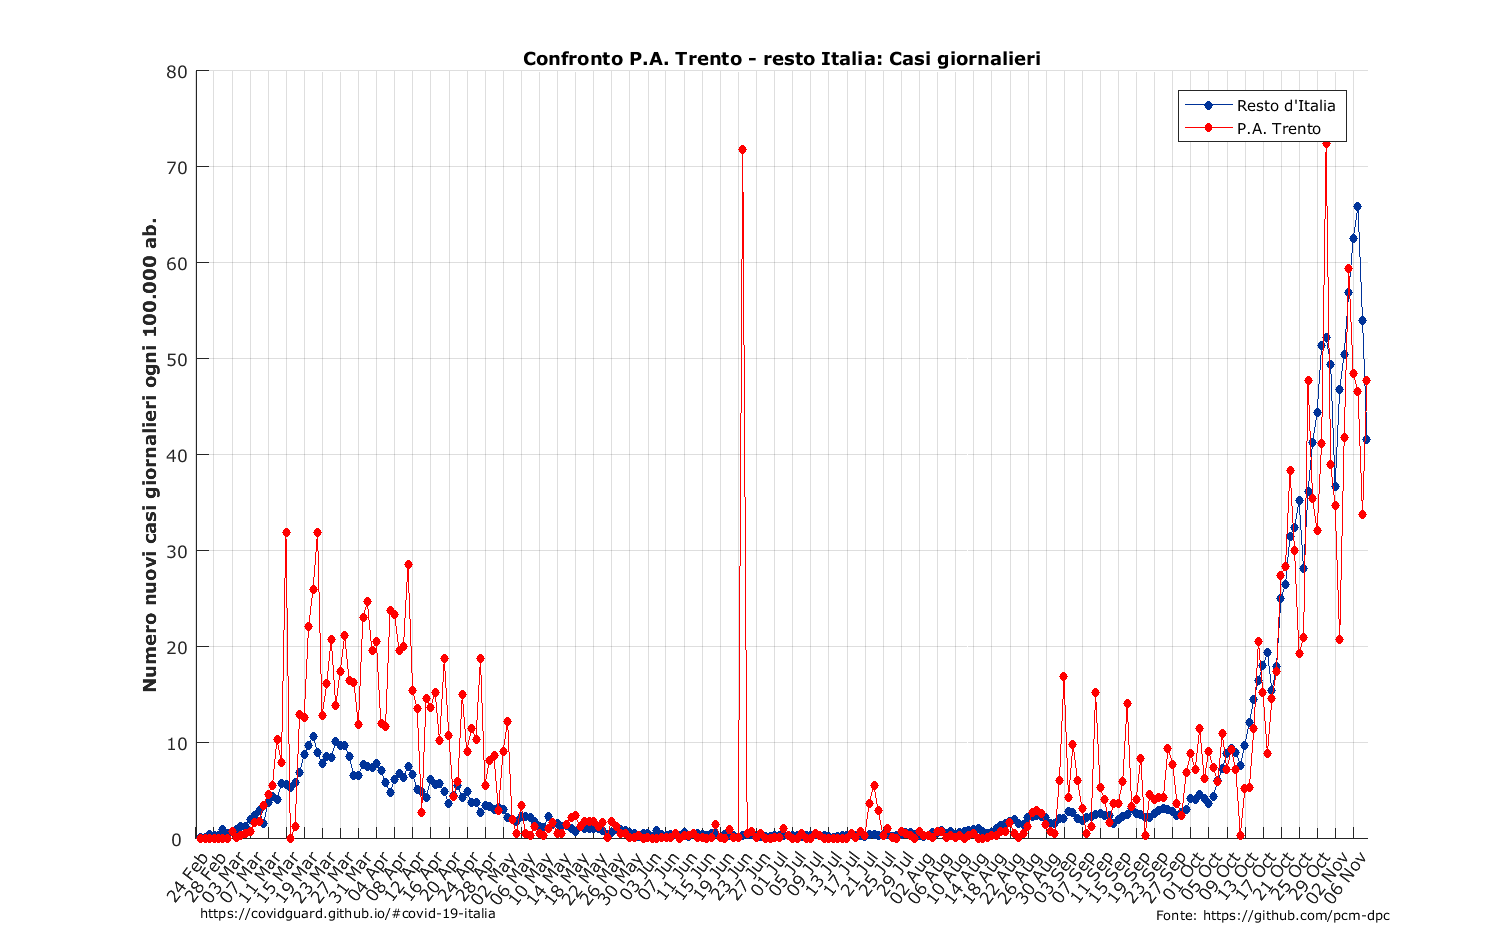 Confronto P.A. Trento - resto Italia: Casi giornalieri
Resto d'Italia
P.A. Trento
Numero nuovi casi giornalieri ogni 100.000 ab.
80
70
60
50
40
30
20
10
0
24 Feb
28 Feb
03 Mar
07 Mar
11 Mar
15 Mar
19 Mar
23 Mar
27 Mar
31 Mar
04 Apr
08 Apr
12 Apr
16 Apr
20 Apr
24 Apr
28 Apr
02 May
06 May
10 May
14 May
18 May
22 May
26 May
30 May
03 Jun
07 Jun
11 Jun
15 Jun
19 Jun
23 Jun
27 Jun
01 Jul
05 Jul
09 Jul
13 Jul
17 Jul
21 Jul
25 Jul
29 Jul
02 Aug
06 Aug
10 Aug
14 Aug
18 Aug
22 Aug
26 Aug
30 Aug
03 Sep
07 Sep
11 Sep
15 Sep
19 Sep
23 Sep
27 Sep
01 Oct
05 Oct
09 Oct
13 Oct
17 Oct
21 Oct
25 Oct
29 Oct
02 Nov
06 Nov
https://covidguard.github.io/#covid-19-italia
Fonte: https://github.com/pcm-dpc